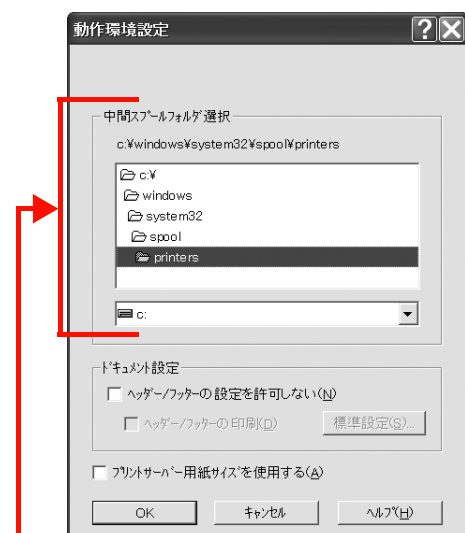 動作環境設定
中間ｽﾌﾟｰﾙﾌｫﾙﾀﾞ選択
c:¥windows¥system32¥spool¥printers
c:¥
windows
system32
spool
printers
c:
ﾄﾞｷｭﾒﾝﾄ設定
ﾍｯﾀﾞｰ/ﾌｯﾀｰの設定を許可しない(N)
ﾍｯﾀﾞｰ/ﾌｯﾀｰの印刷(D)
標準設定(S)...
ﾌﾟﾘﾝﾄｻｰﾊﾞｰ用紙ｻｲｽﾞを使用する(A)
OK
ｷｬﾝｾﾙ
ﾍﾙﾌﾟ(H)